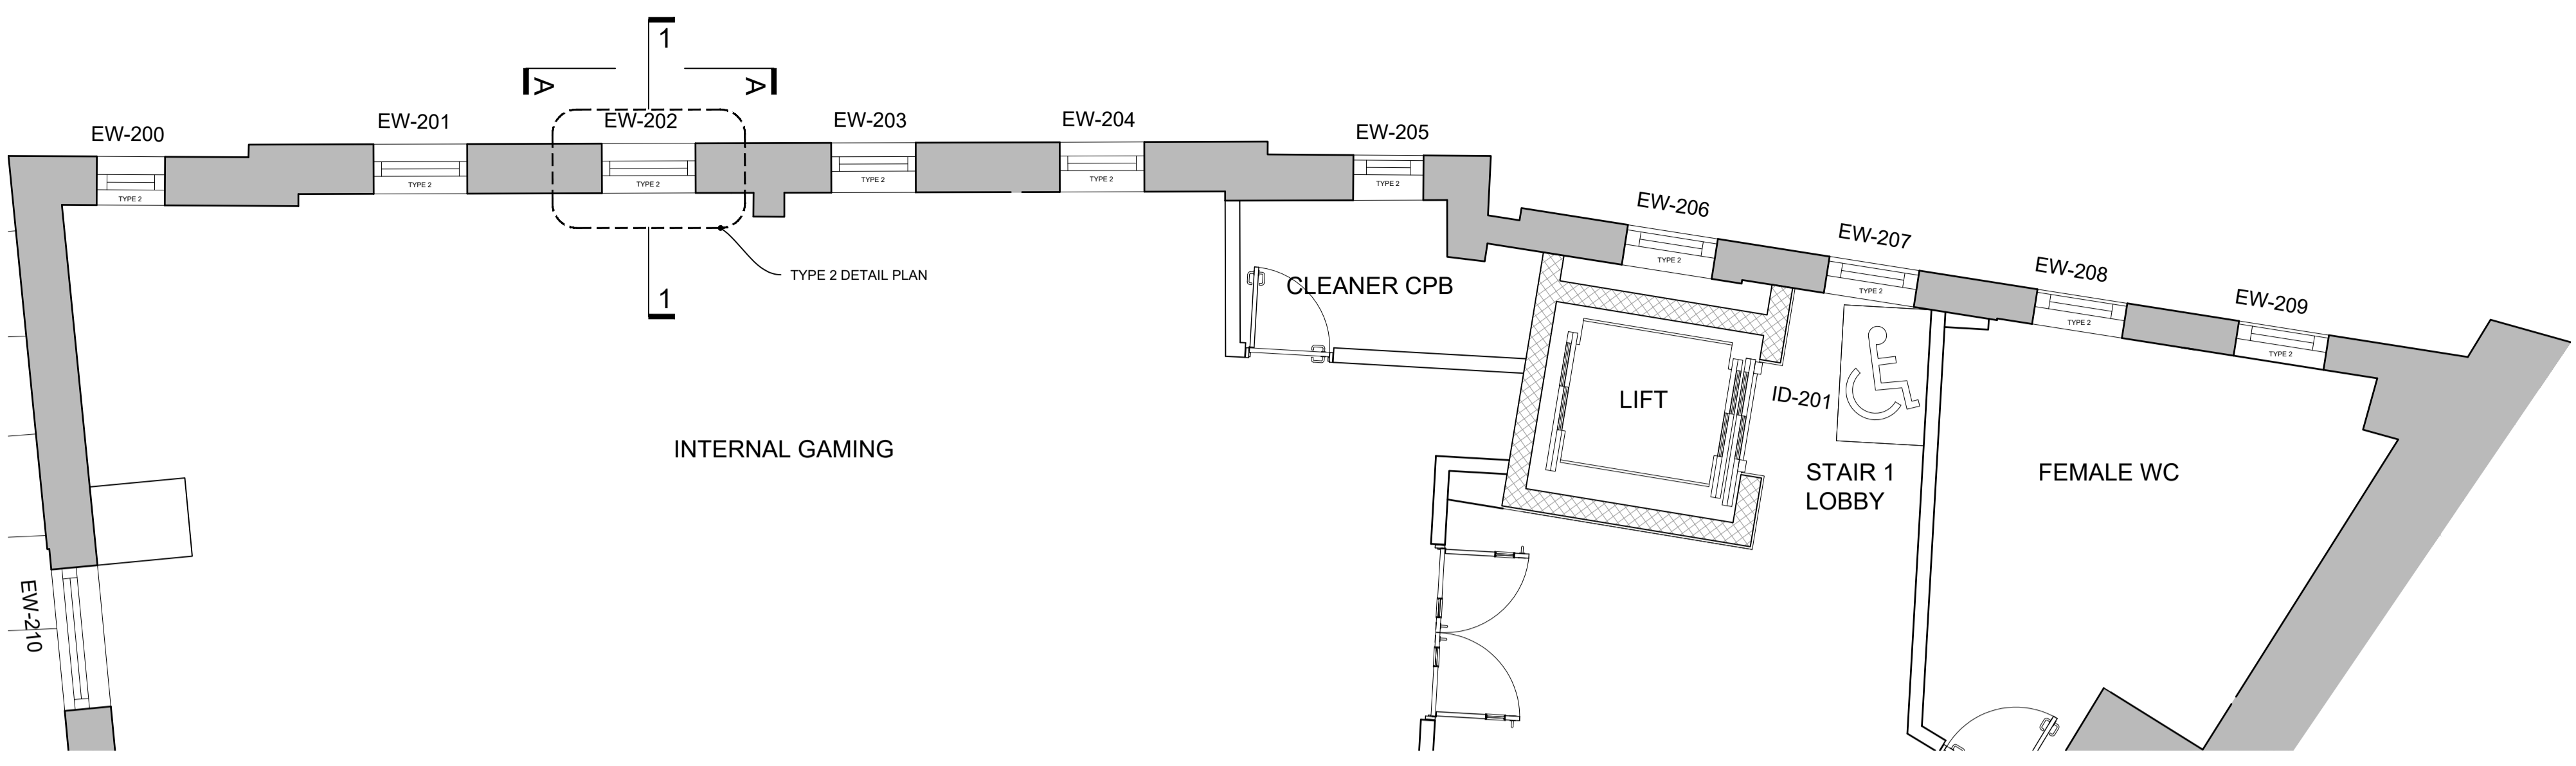 1
A
A
EW-200
EW-201
EW-202
EW-203
EW-204
EW-205
EW-206
EW-207
EW-208
EW-209
TYPE 2
TYPE 2
TYPE 2
TYPE 2
TYPE 2
TYPE 2
TYPE 2
TYPE 2
TYPE 2
TYPE 2
TYPE 2 DETAIL PLAN
1
CLEANER CPB
LIFT
ID-201
INTERNAL GAMING
STAIR 1
LOBBY
FEMALE WC
EW-210